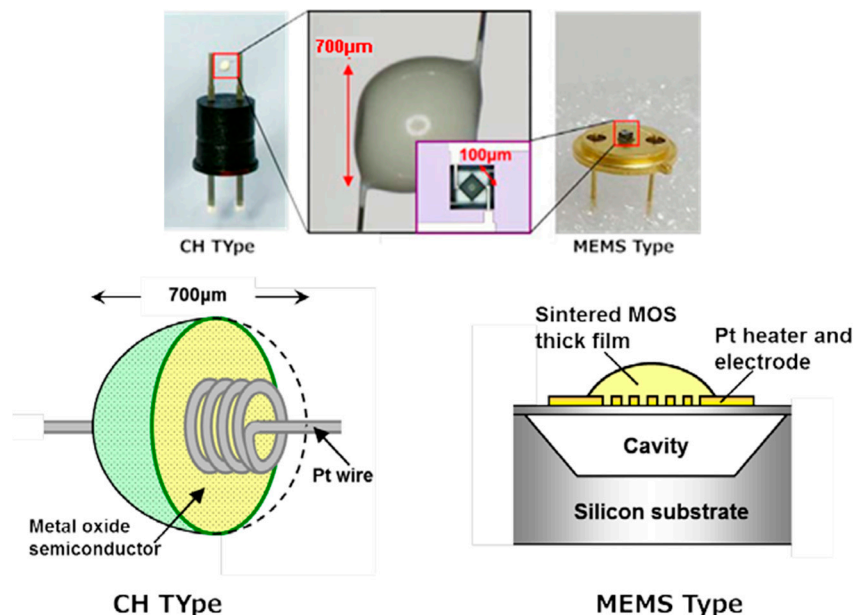 700μm
100μm
CH TYpe
MEMS Type
700μm
Pt wire
Metal oxide
semiconductor
CH TYpe
Sintered MOS
thick film
Pt heater and
electrode
Cavity
Silicon substrate
MEMS Type